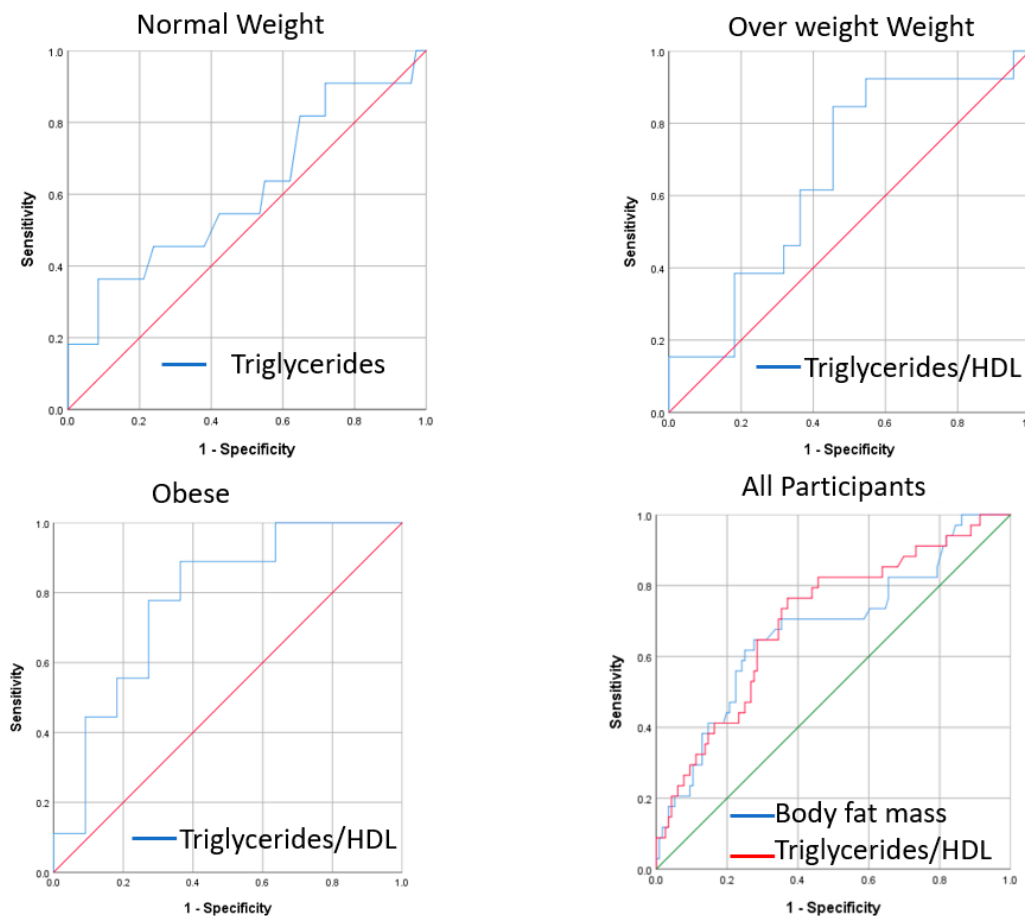 Normal Weight
1.0
0.8
0.6
0.4
0.2
0.0
Sensitivity
Triglycerides
0.0 0.2 0.4 0.6 0.8 1.0
1 - Specificity
Over weight Weight
1.0
0.8
0.6
0.4
0.2
0.0
Sensitivity
Triglycerides/HDL
0.0 0.2 0.4 0.6 0.8 1.0
1 - Specificity
Obese
1.0
0.8
0.6
0.4
0.2
0.0
Sensitivity
Triglycerides/HDL
0.0 0.2 0.4 0.6 0.8 1.0
1 - Specificity
All Participants
1.0
0.8
0.6
0.4
0.2
0.0
Sensitivity
Body fat mass
Triglycerides/HDL
0.0 0.2 0.4 0.6 0.8 1.0
1 - Specificity